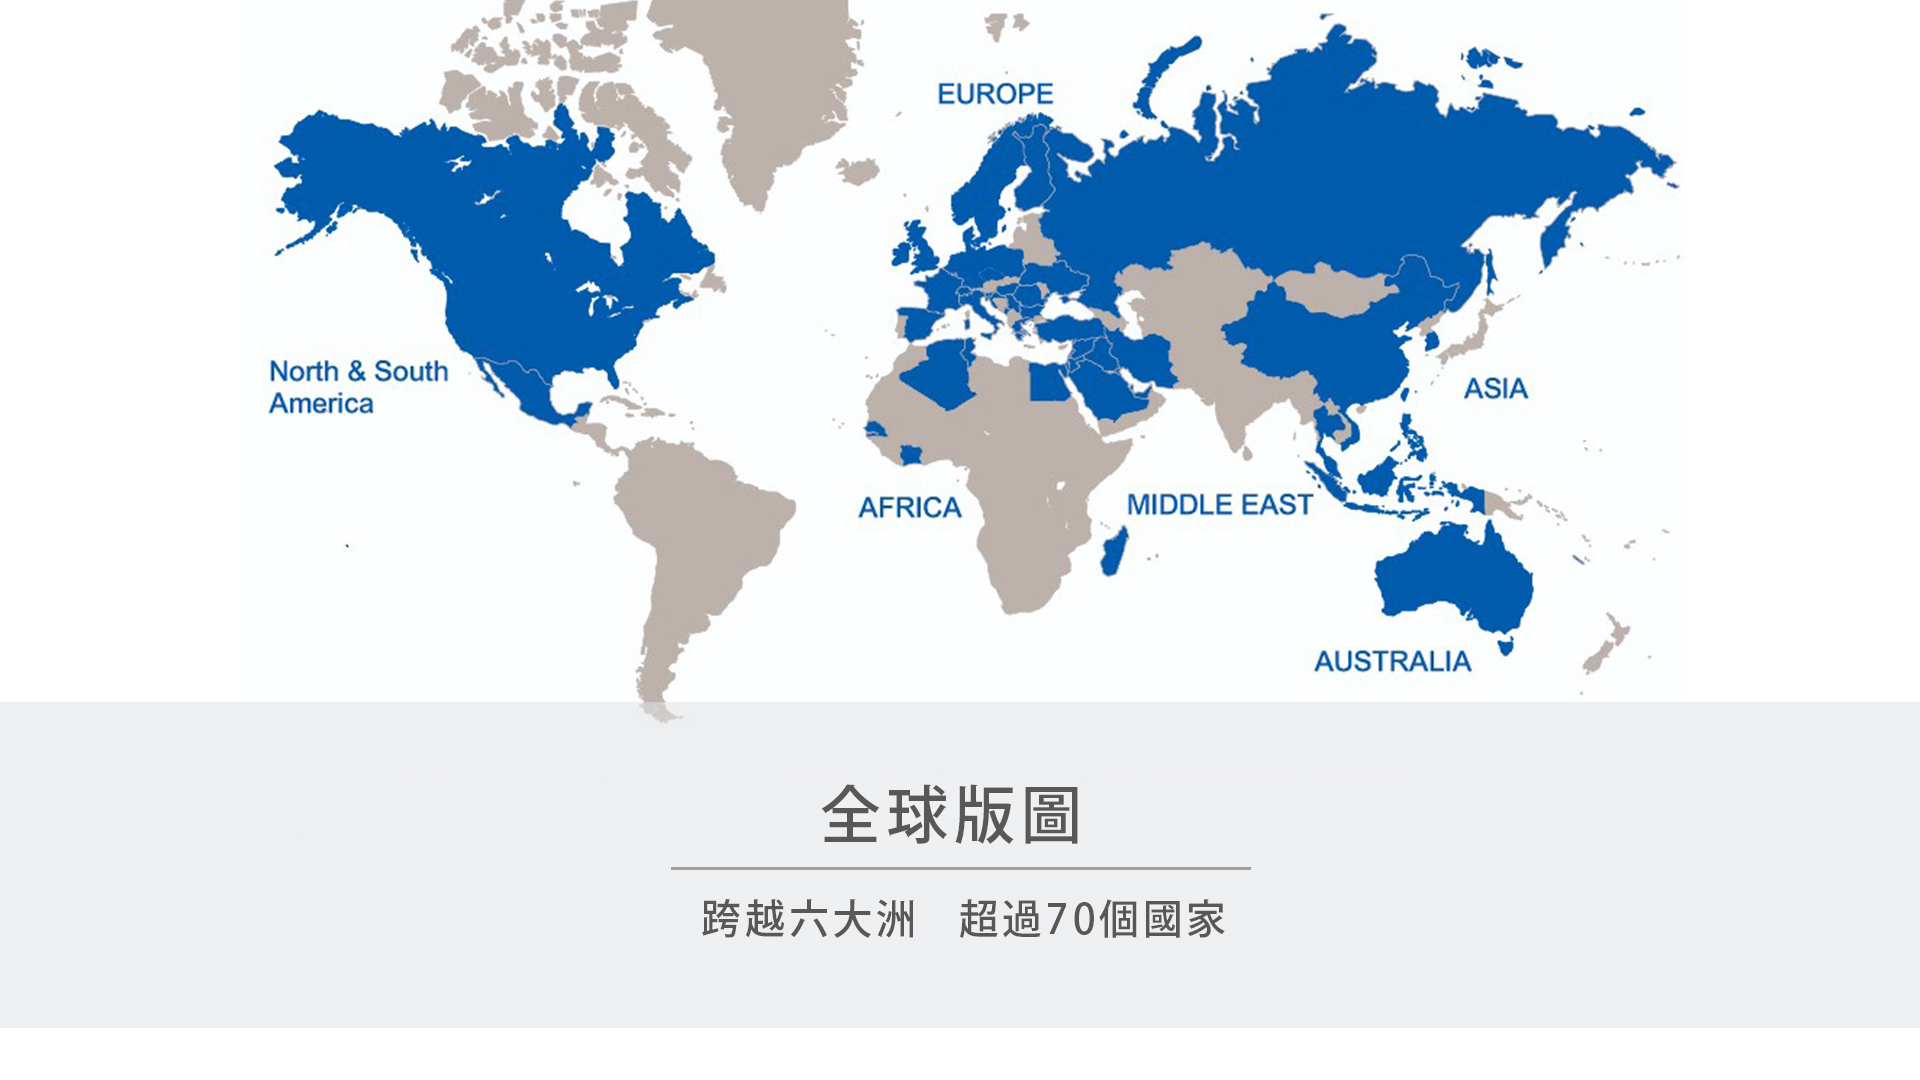 EUROPE
North & South
America
ASIA
AFRICA
MIDDLE EAST
AUSTRALIA
全球版圖
跨越六大洲 超過70個國家